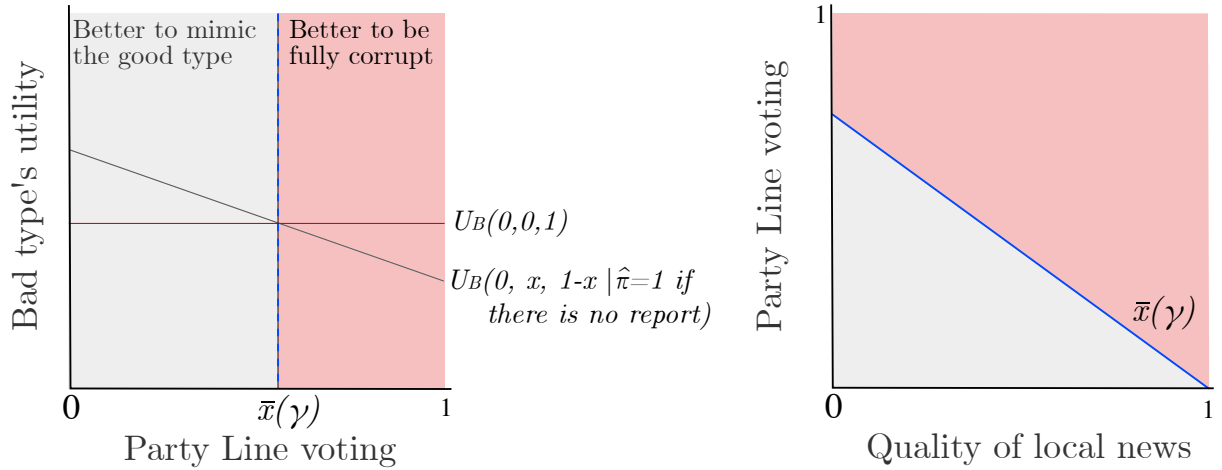 Better to mimic
the good type
Better to be
fully corrupt
Bad type's utility
U_B(0,0,1)
U_B(0, x, 1-x | π̂=1 if
there is no report)
0
x̄(γ)
1
Party Line voting
1
Party Line voting
x̄(γ)
0
1
Quality of local news